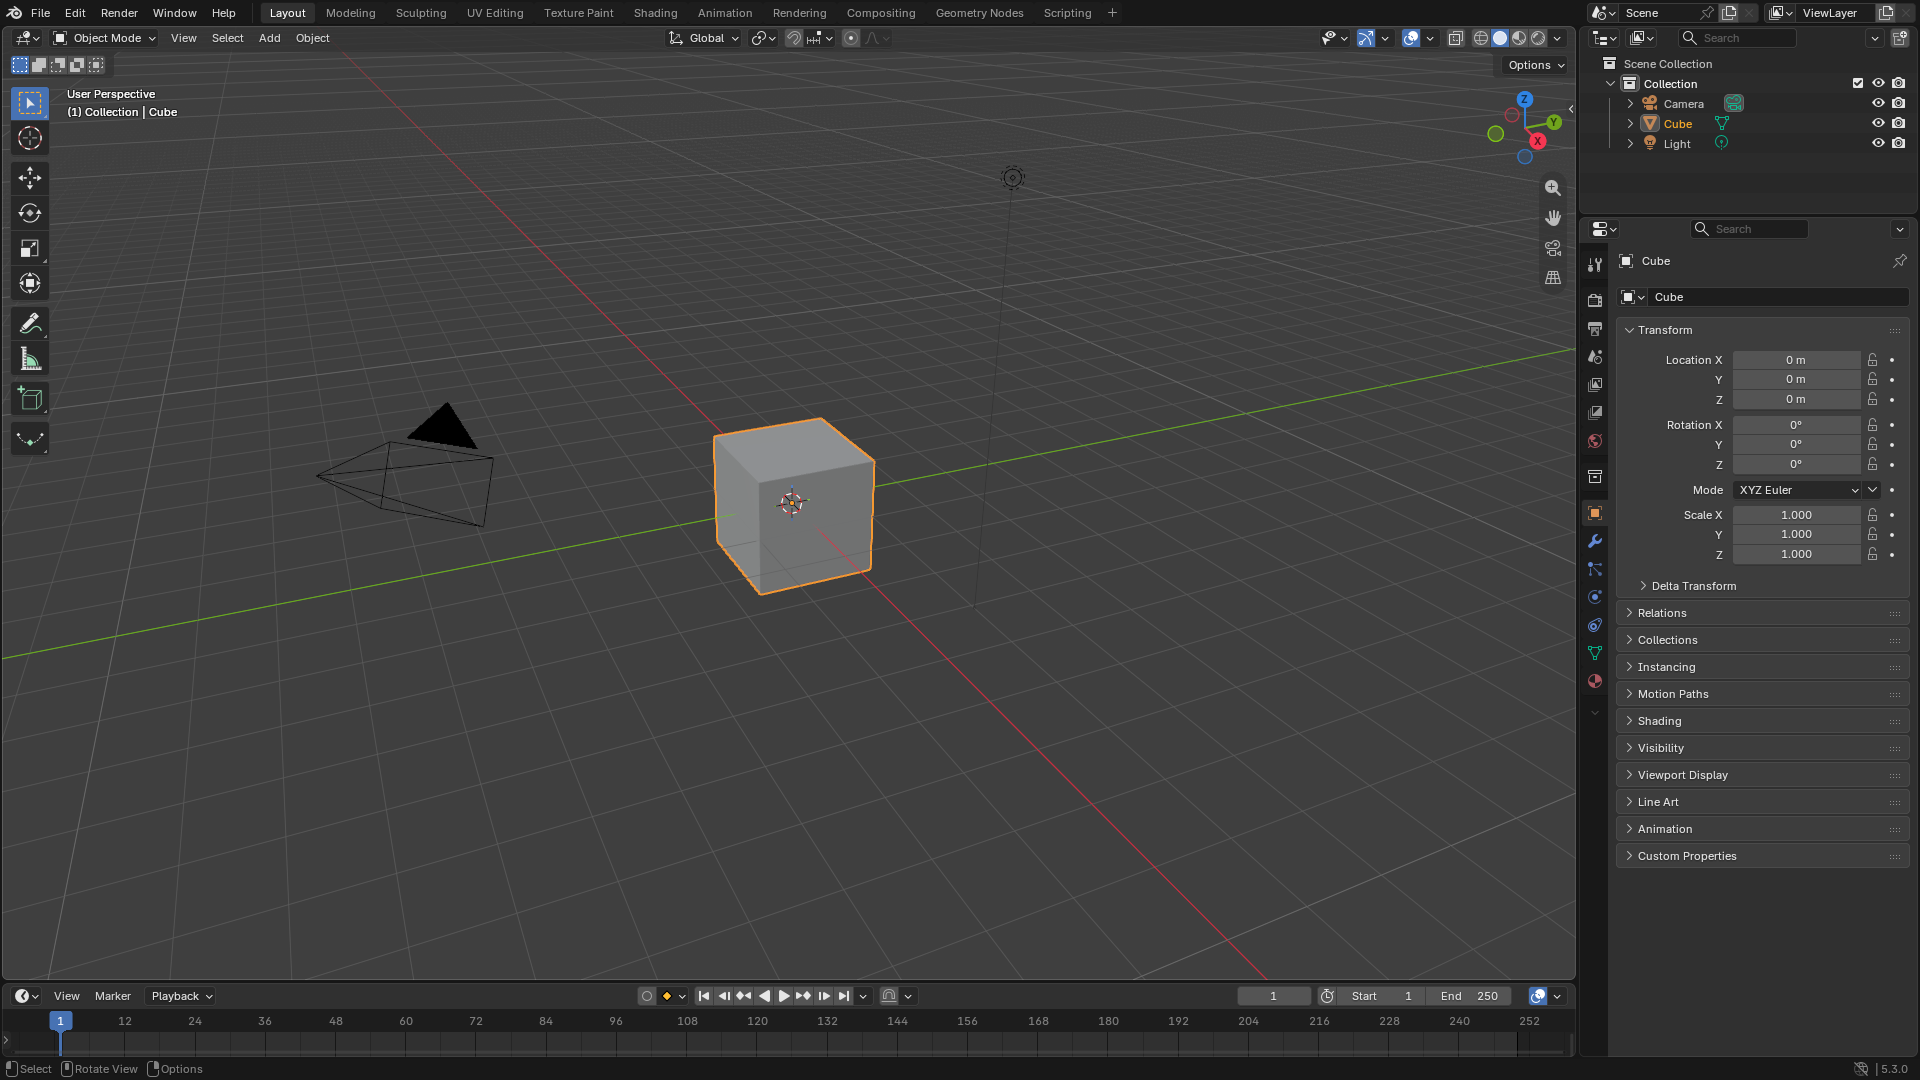 File Edit Render Window Help Layout Modeling Sculpting UV Editing Texture Paint Shading Animation Rendering Compositing Geometry Nodes Scripting Scene ViewLayer
Object Mode View Select Add Object Global Search
Options
User Perspective
(1) Collection | Cube
Z
Y
X
Scene Collection
Collection
Camera
Cube
Light
Search
Cube
Cube
Transform
Location X 0 m
Y 0 m
Z 0 m
Rotation X 0°
Y 0°
Z 0°
Mode XYZ Euler
Scale X 1.000
Y 1.000
Z 1.000
Delta Transform
Relations
Collections
Instancing
Motion Paths
Shading
Visibility
Viewport Display
Line Art
Animation
Custom Properties
View Marker Playback 1 Start 1 End 250
1 12 24 36 48 60 72 84 96 108 120 132 144 156 168 180 192 204 216 228 240 252
Select Rotate View Options 5.3.0